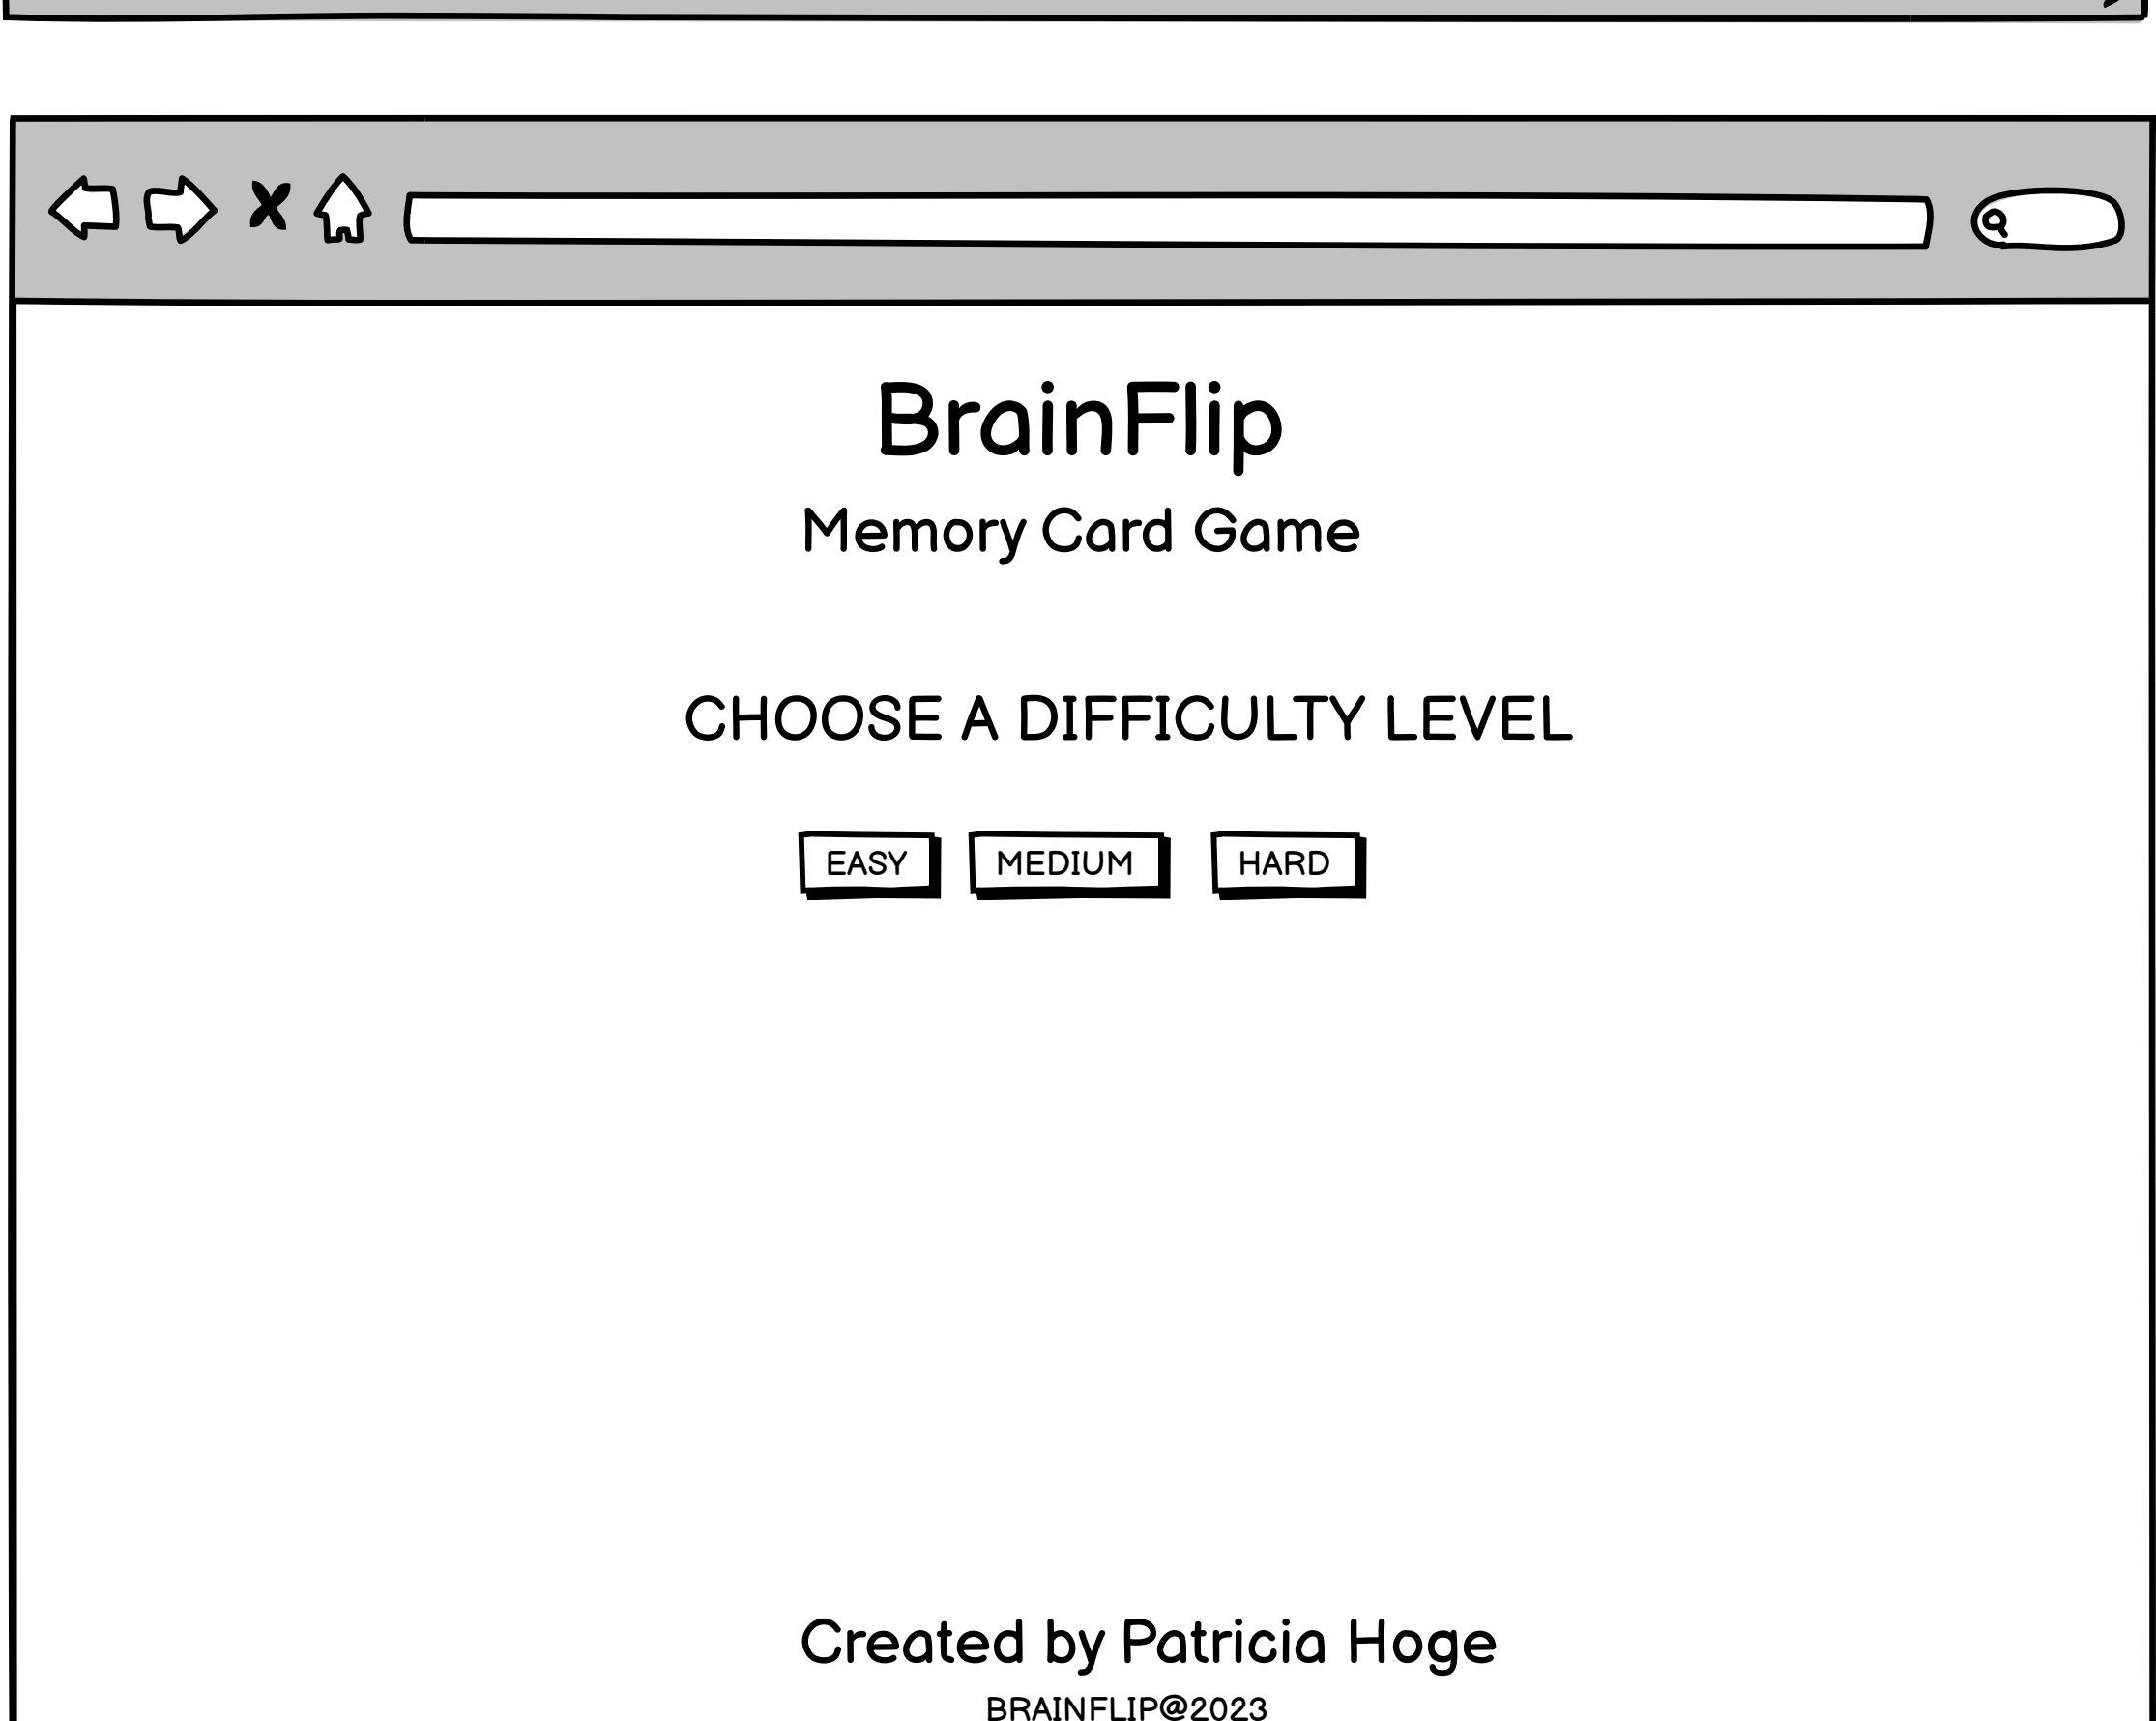 BrainFlip
Memory Card Game
CHOOSE A DIFFICULTY LEVEL
EASY MEDIUM HARD
Created by Patricia Hoge
BRAINFLIP@2023